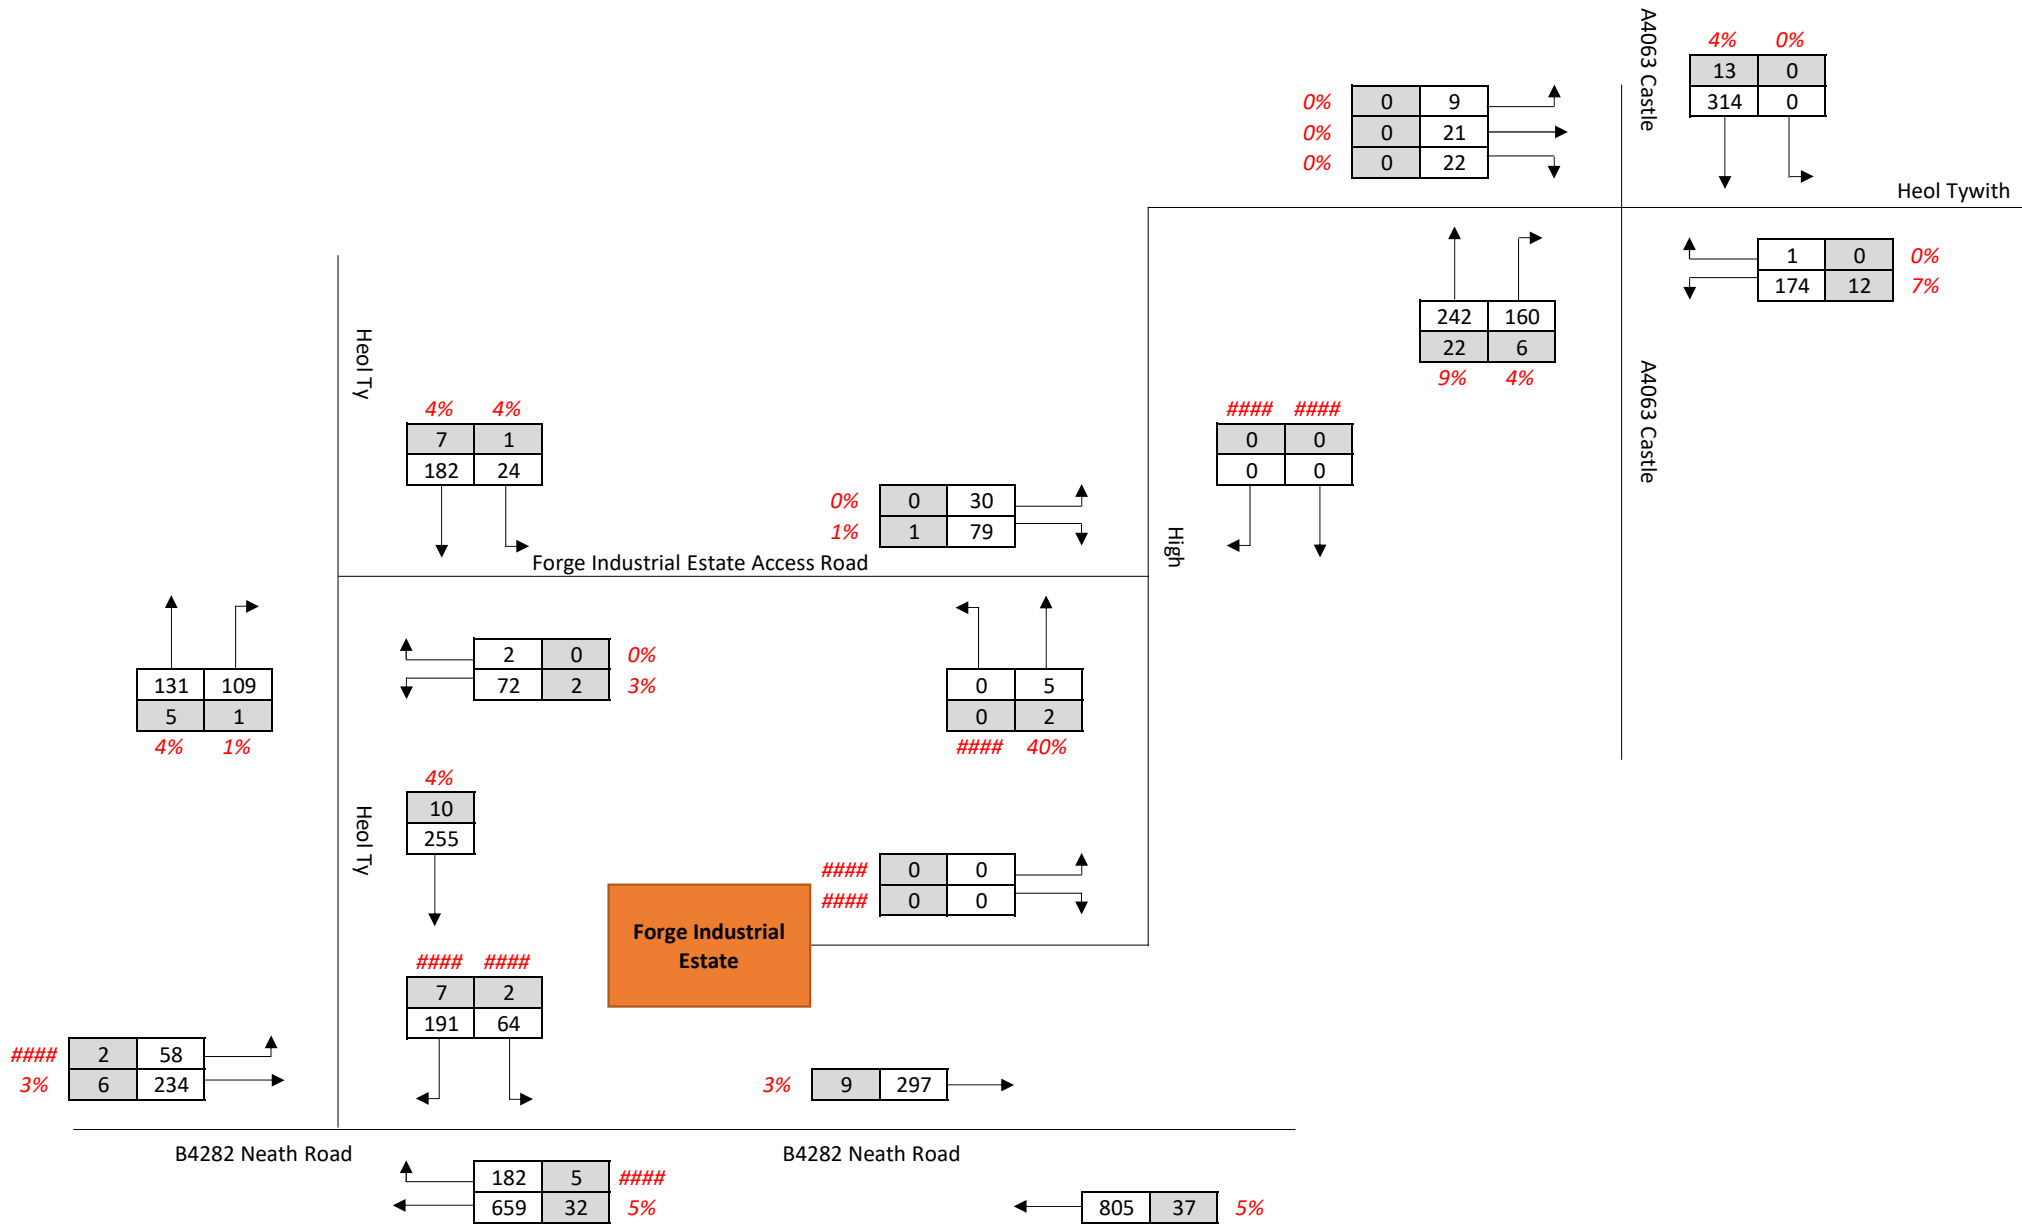 A4063 Castle
4% 0%
13 0
314 0
0% 0 9
0% 0 21
0% 0 22
Heol Tywith
1 0 0%
174 12 7%
242 160
22 6
9% 4%
A4063 Castle
Heol Ty
4% 4%
7 1
182 24
#### ####
0 0
0 0
0% 0 30
1% 1 79
High
Forge Industrial Estate Access Road
2 0 0%
72 2 3%
131 109
5 1
4% 1%
0 5
0 2
#### 40%
4%
10
255
Heol Ty
#### 0 0
#### 0 0
Forge Industrial
Estate
#### ####
7 2
191 64
#### 2 58
3% 6 234
3% 9 297
B4282 Neath Road
B4282 Neath Road
182 5 ####
659 32 5%
805 37 5%